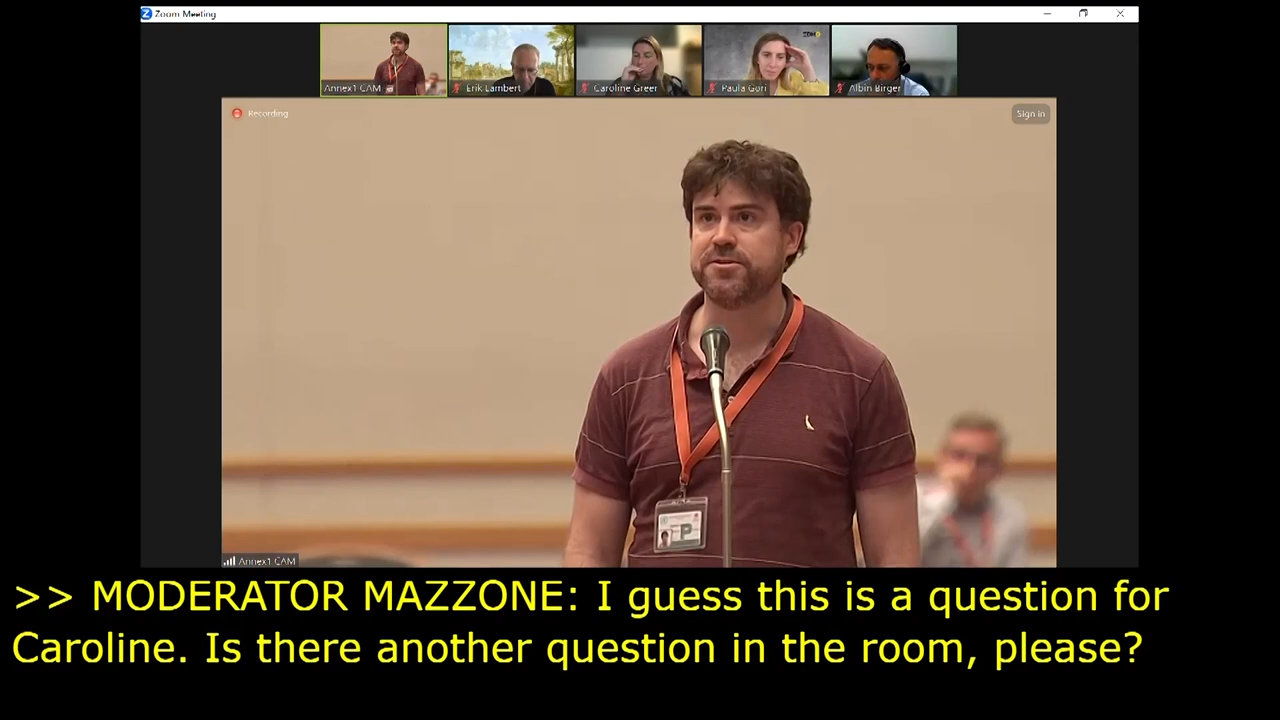 Zoom Meeting
Annex1 CAM
Erik Lambert
Caroline Greer
Paula Gori
Albin Birger
Recording
Sign in
P
Annex1 CAM
>> MODERATOR MAZZONE: I guess this is a question for
Caroline. Is there another question in the room, please?